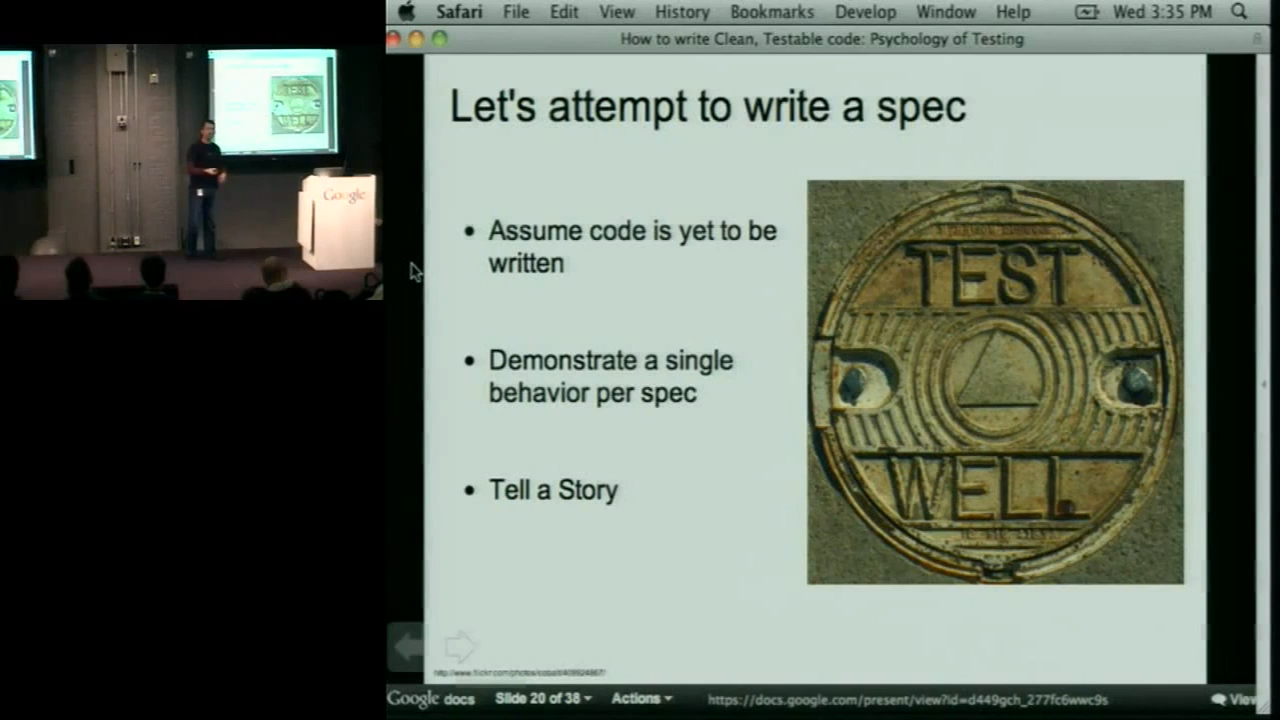 Safari File Edit View History Bookmarks Develop Window Help Wed 3:35 PM
How to write Clean, Testable code: Psychology of Testing
Let's attempt to write a spec
• Assume code is yet to be
written
• Demonstrate a single
behavior per spec
• Tell a Story
TEST
WELL
Google
Google docs Slide 20 of 38 Actions https://docs.google.com/present/view?id=d449gch_277fc6wwc9s View